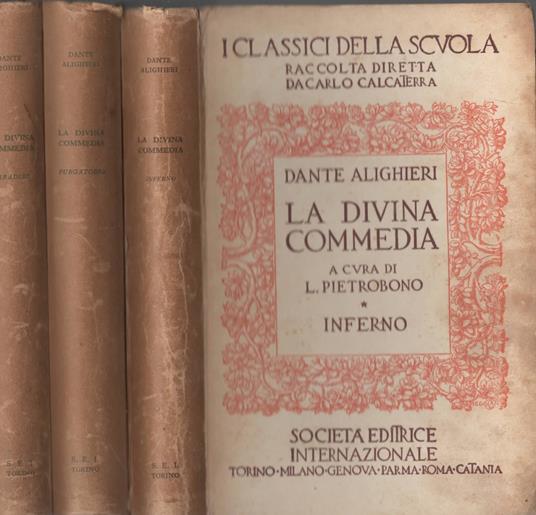 DANTE
ALIGHIERI
DIVINA
S. E. I.
TORINO
DANTE
ALIGHIERI
LA DIVINA
COMMEDIA
PURGATORIO
S. E. I.
TORINO
DANTE
ALIGHIERI
LA DIVINA
COMMEDIA
INFERNO
S. E. I.
TORINO
I CLASSICI DELLA SCVOLA
RACCOLTA DIRETTA
DA CARLO CALCATERRA
DANTE ALIGHIERI
LA DIVINA
COMMEDIA
A CVRA DI
L. PIETROBONO
*
INFERNO
SOCIETA EDITRICE
INTERNAZIONALE
TORINO·MILANO·GENOVA·PARMA·ROMA·CATANIA